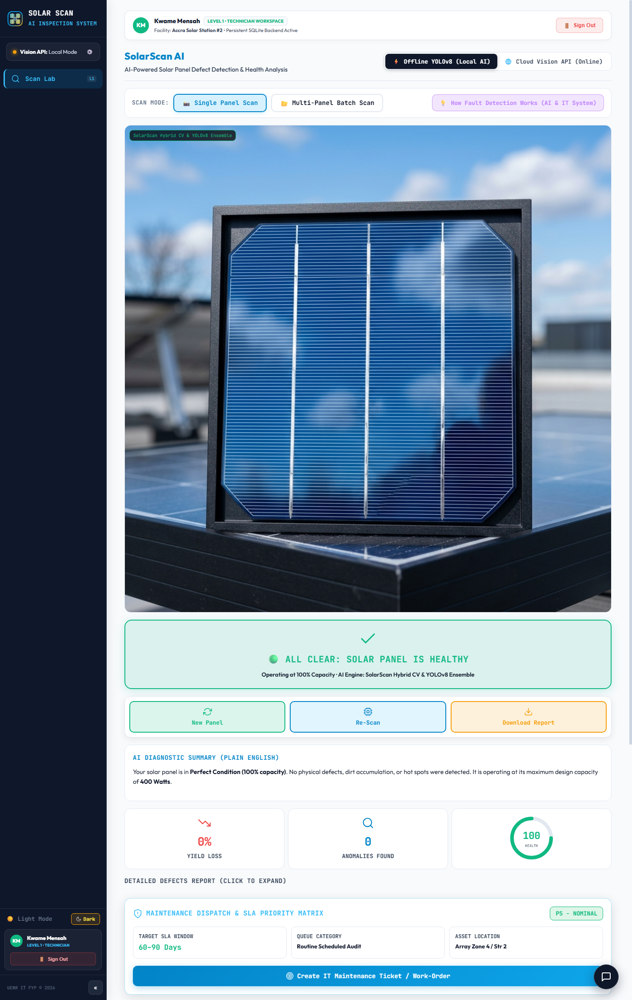 SOLAR SCAN
AI INSPECTION SYSTEM
Vision API: Local Mode
Scan Lab
L1
KM
Kwame Mensah
LEVEL 1 • TECHNICIAN WORKSPACE
Facility: Accra Solar Station #2 • Persistent SQLite Backend Active
Sign Out
SolarScan AI
AI-Powered Solar Panel Defect Detection & Health Analysis
Offline YOLOv8 (Local AI)
Cloud Vision API (Online)
SCAN MODE:
Single Panel Scan
Multi-Panel Batch Scan
How Fault Detection Works (AI & IT System)
SolarScan Hybrid CV & YOLOv8 Ensemble
ALL CLEAR: SOLAR PANEL IS HEALTHY
Operating at 100% Capacity · AI Engine: SolarScan Hybrid CV & YOLOv8 Ensemble
New Panel
Re-Scan
Download Report
AI DIAGNOSTIC SUMMARY (PLAIN ENGLISH)
Your solar panel is in Perfect Condition (100% capacity). No physical defects, dirt accumulation, or hot spots were detected. It is operating at its maximum design capacity
of 400 Watts.
0%
YIELD LOSS
0
ANOMALIES FOUND
100
HEALTH
DETAILED DEFECTS REPORT (CLICK TO EXPAND)
MAINTENANCE DISPATCH & SLA PRIORITY MATRIX
P5 - NOMINAL
TARGET SLA WINDOW
60–90 Days
QUEUE CATEGORY
Routine Scheduled Audit
ASSET LOCATION
Array Zone 4 / Str 2
Create IT Maintenance Ticket / Work-Order
Light Mode
Dark
KM
Kwame Mensah
LEVEL 1 • TECHNICIAN
Sign Out
UENR IT FYP © 2026
«